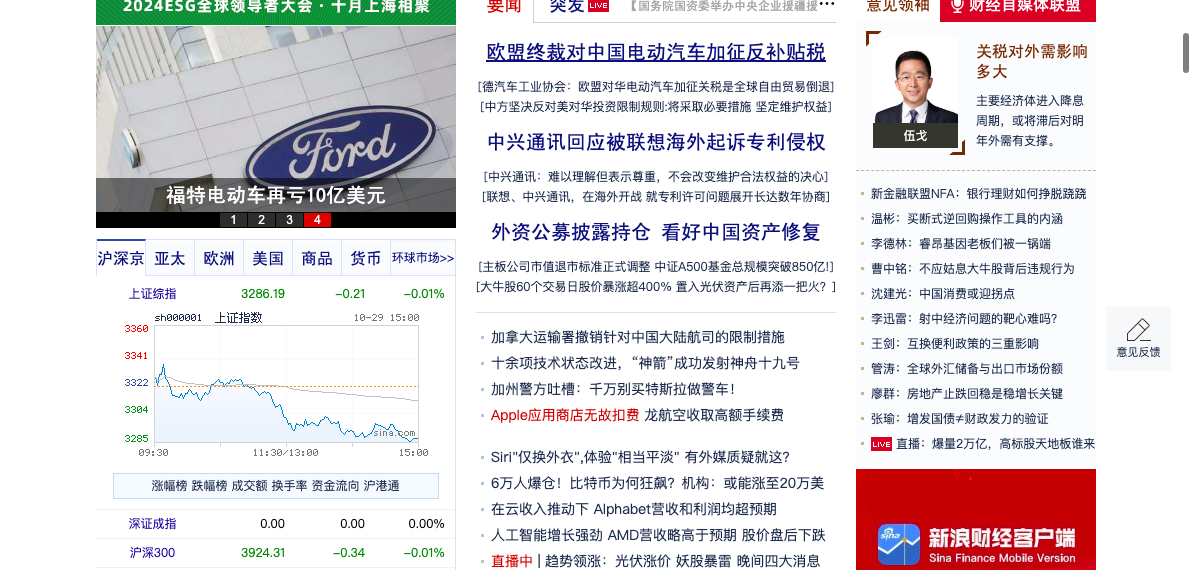 2024ESG全球领导者大会·十月上海相聚
Ford
福特电动车再亏10亿美元
1 2 3 4
沪深京 亚太 欧洲 美国 商品 货币 环球市场>>
上证综指 3286.19 -0.21 -0.01%
sh000001 上证指数 10-29 15:00
3360
3341
3322
3304
3285
sina.com
09:30 11:30/13:00 15:00
涨幅榜 跌幅榜 成交额 换手率 资金流向 沪港通
深证成指 0.00 0.00 0.00%
沪深300 3924.31 -0.34 -0.01%
要闻 突发 LIVE 【国务院国资委举办中央企业援疆援...
欧盟终裁对中国电动汽车加征反补贴税
[德汽车工业协会：欧盟对华电动汽车加征关税是全球自由贸易倒退]
[中方坚决反对美对华投资限制规则:将采取必要措施 坚定维护权益]
中兴通讯回应被联想海外起诉专利侵权
[中兴通讯：难以理解但表示尊重，不会改变维护合法权益的决心]
[联想、中兴通讯，在海外开战 就专利许可问题展开长达数年协商]
外资公募披露持仓 看好中国资产修复
[主板公司市值退市标准正式调整 中证A500基金总规模突破850亿!]
[大牛股60个交易日股价暴涨超400% 置入光伏资产后再添一把火？]
加拿大运输署撤销针对中国大陆航司的限制措施
十余项技术状态改进，“神箭”成功发射神舟十九号
加州警方吐槽：千万别买特斯拉做警车！
Apple应用商店无故扣费 龙航空收取高额手续费
Siri"仅换外衣",体验"相当平淡" 有外媒质疑就这?
6万人爆仓！比特币为何狂飙？机构：或能涨至20万美
在云收入推动下 Alphabet营收和利润均超预期
人工智能增长强劲 AMD营收略高于预期 股价盘后下跌
直播中 | 趋势领涨：光伏涨价 妖股暴雷 晚间四大消息
意见领袖 财经自媒体联盟
关税对外需影响
多大
主要经济体进入降息
周期，或将滞后对明
年外需有支撑。
伍戈
新金融联盟NFA：银行理财如何挣脱跷跷
温彬：买断式逆回购操作工具的内涵
李德林：睿昂基因老板们被一锅端
曹中铭：不应姑息大牛股背后违规行为
沈建光：中国消费或迎拐点
李迅雷：射中经济问题的靶心难吗?
王剑：互换便利政策的三重影响
管涛：全球外汇储备与出口市场份额
廖群：房地产止跌回稳是稳增长关键
张瑜：增发国债≠财政发力的验证
LIVE 直播：爆量2万亿，高标股天地板谁来
sina
新浪财经客户端
Sina Finance Mobile Version
意见反馈